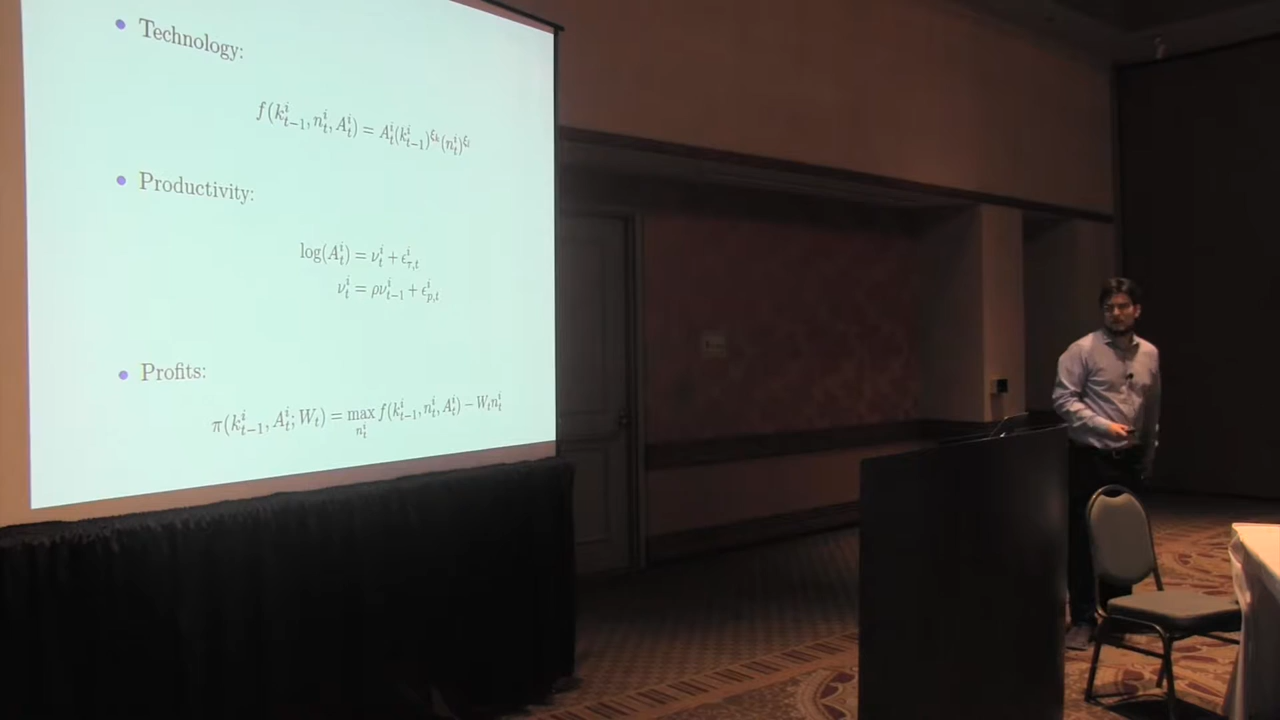 Technology:
f(k^i_{t−1}, n^i_t, A^i_t) = A^i_t(k^i_{t−1})^{ξ_k}(n^i_t)^{ξ_l}
Productivity:
log(A^i_t) = ν^i_t + ϵ^i_{τ,t}
ν^i_t = ρν^i_{t−1} + ϵ^i_{p,t}
Profits:
π(k^i_{t−1}, A^i_t; W_t) = max_{n^i_t} f(k^i_{t−1}, n^i_t, A^i_t) − W_t n^i_t